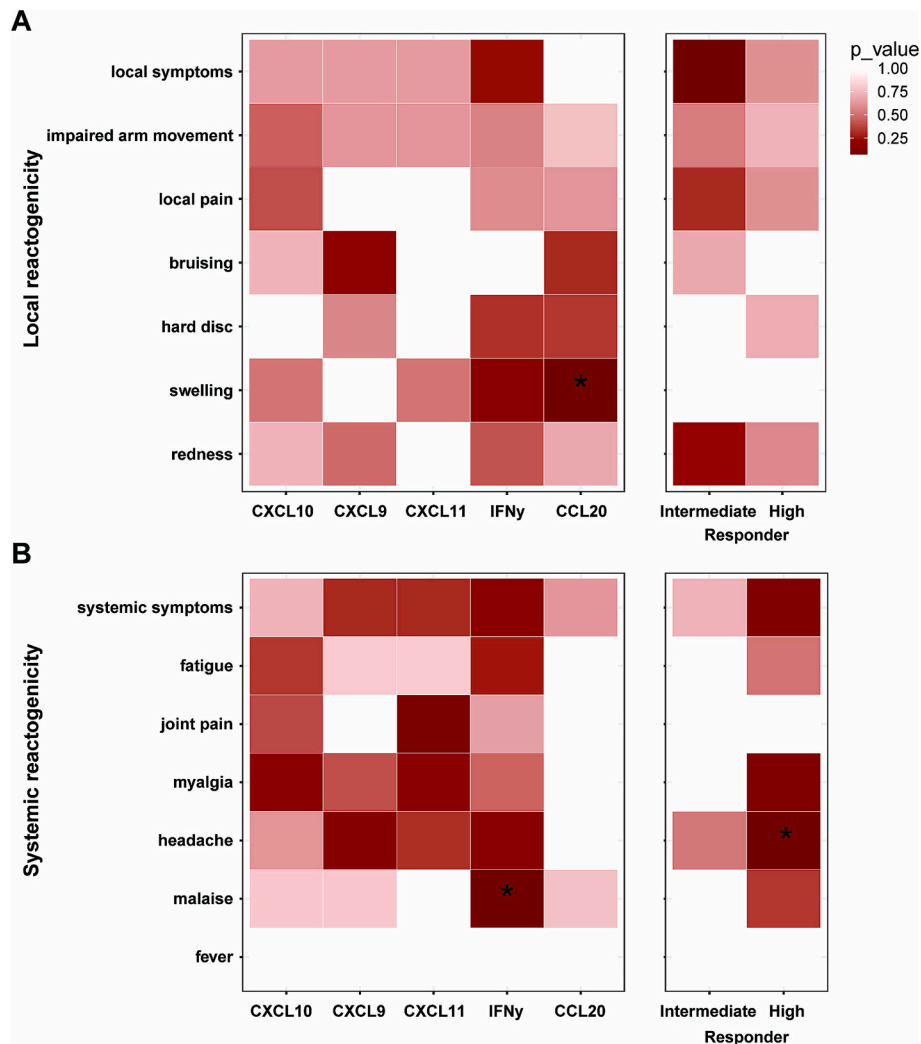 A
Local reactogenicity
local symptoms
impaired arm movement
local pain
bruising
hard disc
swelling
redness
*
CXCL10 CXCL9 CXCL11 IFNy CCL20
Intermediate High
Responder
p_value
1.00
0.75
0.50
0.25
B
Systemic reactogenicity
systemic symptoms
fatigue
joint pain
myalgia
headache
malaise
fever
*
*
CXCL10 CXCL9 CXCL11 IFNy CCL20
Intermediate High
Responder